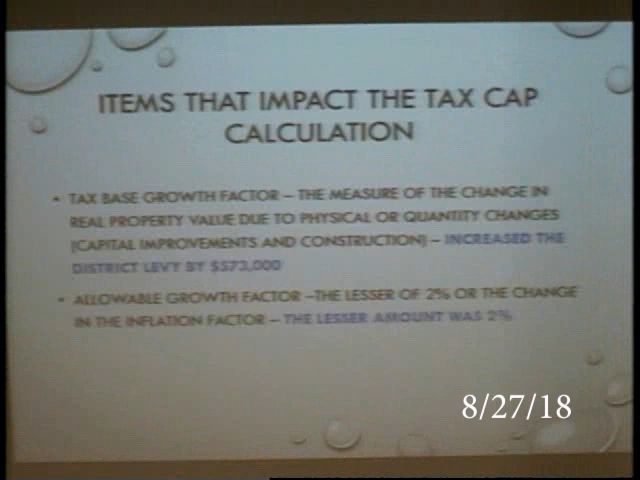 ITEMS THAT IMPACT THE TAX CAP
CALCULATION
• TAX BASE GROWTH FACTOR – THE MEASURE OF THE CHANGE IN
REAL PROPERTY VALUE DUE TO PHYSICAL OR QUANTITY CHANGES
(CAPITAL IMPROVEMENTS AND CONSTRUCTION) – INCREASED THE
DISTRICT LEVY BY $573,000
• ALLOWABLE GROWTH FACTOR –THE LESSER OF 2% OR THE CHANGE
IN THE INFLATION FACTOR – THE LESSER AMOUNT WAS 2%
8/27/18